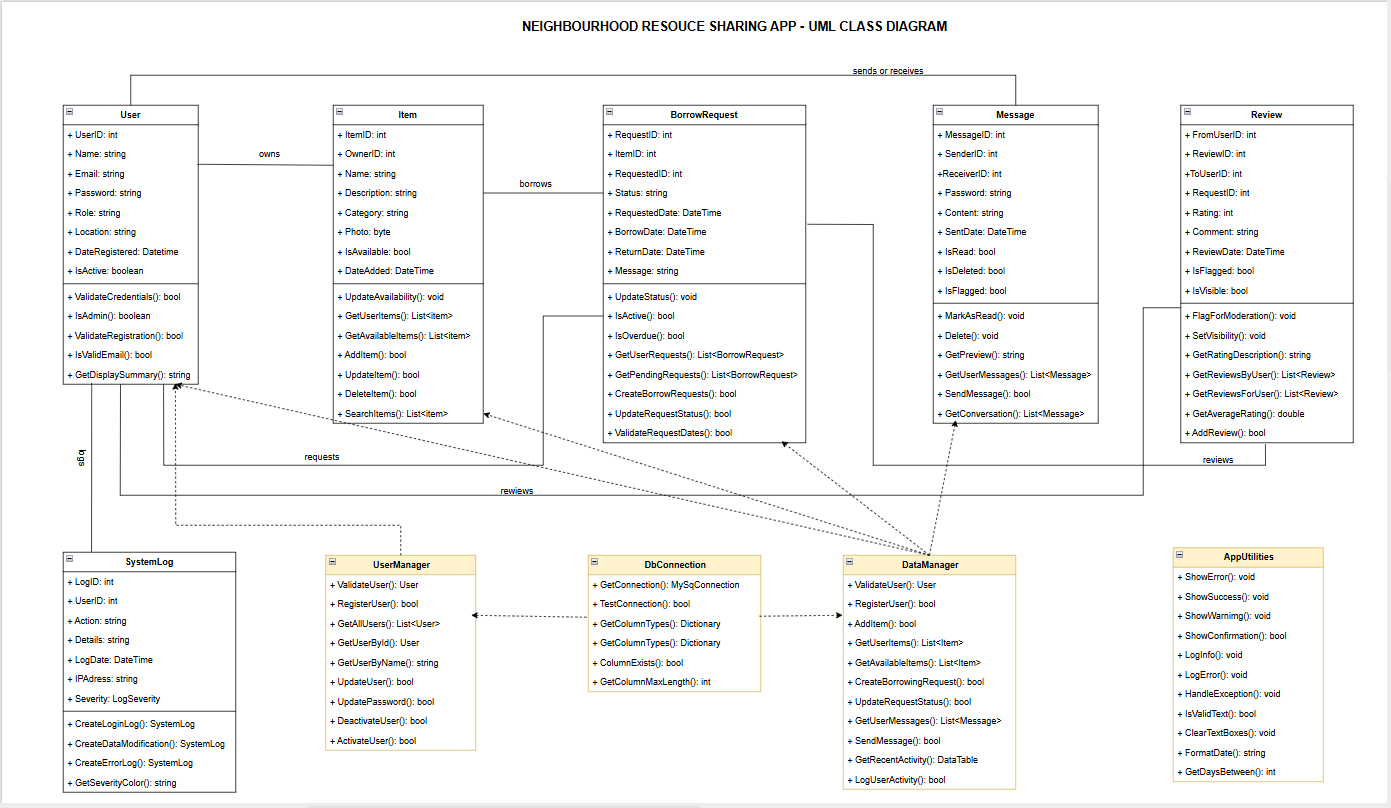 NEIGHBOURHOOD RESOUCE SHARING APP - UML CLASS DIAGRAM
sends or receives
User
+ UserID: int
+ Name: string
+ Email: string
+ Password: string
+ Role: string
+ Location: string
+ DateRegistered: Datetime
+ IsActive: boolean
+ ValidateCredentials(): bool
+ IsAdmin(): boolean
+ ValidateRegistration(): bool
+ IsValidEmail(): bool
+ GetDisplaySummary(): string
owns
Item
+ ItemID: int
+ OwnerID: int
+ Name: string
+ Description: string
+ Category: string
+ Photo: byte
+ IsAvailable: bool
+ DateAdded: DateTime
+ UpdateAvailability(): void
+ GetUserItems(): List<item>
+ GetAvailableItems(): List<item>
+ AddItem(): bool
+ UpdateItem(): bool
+ DeleteItem(): bool
+ SearchItems(): List<item>
borrows
BorrowRequest
+ RequestID: int
+ ItemID: int
+ RequestedID: int
+ Status: string
+ RequestedDate: DateTime
+ BorrowDate: DateTime
+ ReturnDate: DateTime
+ Message: string
+ UpdateStatus(): void
+ IsActive(): bool
+ IsOverdue(): bool
+ GetUserRequests(): List<BorrowRequest>
+ GetPendingRequests(): List<BorrowRequest>
+ CreateBorrowRequests(): bool
+ UpdateRequestStatus(): bool
+ ValidateRequestDates(): bool
Message
+ MessageID: int
+ SenderID: int
+ReceiverID: int
+ Password: string
+ Content: string
+ SentDate: DateTime
+ IsRead: bool
+ IsDeleted: bool
+ IsFlagged: bool
+ MarkAsRead(): void
+ Delete(): void
+ GetPreview(): string
+ GetUserMessages(): List<Message>
+ SendMessage(): bool
+ GetConversation(): List<Message>
Review
+ FromUserID: int
+ ReviewID: int
+ToUserID: int
+ RequestID: int
+ Rating: int
+ Comment: string
+ ReviewDate: DateTime
+ IsFlagged: bool
+ IsVisible: bool
+ FlagForModeration(): void
+ SetVisibility(): void
+ GetRatingDescription(): string
+ GetReviewsByUser(): List<Review>
+ GetReviewsForUser(): List<Review>
+ GetAverageRating(): double
+ AddReview(): bool
logs
requests
reviews
rewiews
SystemLog
+ LogID: int
+ UserID: int
+ Action: string
+ Details: string
+ LogDate: DateTime
+ IPAdress: string
+ Severity: LogSeverity
+ CreateLoginLog(): SystemLog
+ CreateDataModification(): SystemLog
+ CreateErrorLog(): SystemLog
+ GetSeverityColor(): string
UserManager
+ ValidateUser(): User
+ RegisterUser(): bool
+ GetAllUsers(): List<User>
+ GetUserById(): User
+ GetUserByName(): string
+ UpdateUser(): bool
+ UpdatePassword(): bool
+ DeactivateUser(): bool
+ ActivateUser(): bool
DbConnection
+ GetConnection(): MySqConnection
+ TestConnection(): bool
+ GetColumnTypes(): Dictionary
+ GetColumnTypes(): Dictionary
+ ColumnExists(): bool
+ GetColumnMaxLength(): int
DataManager
+ ValidateUser(): User
+ RegisterUser(): bool
+ AddItem(): bool
+ GetUserItems(): List<Item>
+ GetAvailableItems(): List<Item>
+ CreateBorrowingRequest(): bool
+ UpdateRequestStatus(): bool
+ GetUserMessages(): List<Message>
+ SendMessage(): bool
+ GetRecentActivity(): DataTable
+ LogUserActivity(): bool
AppUtilities
+ ShowError(): void
+ ShowSuccess(): void
+ ShowWarnimg(): void
+ ShowConfirmation(): bool
+ LogInfo(): void
+ LogError(): void
+ HandleException(): void
+ IsValidText(): bool
+ ClearTextBoxes(): void
+ FormatDate(): string
+ GetDaysBetween(): int